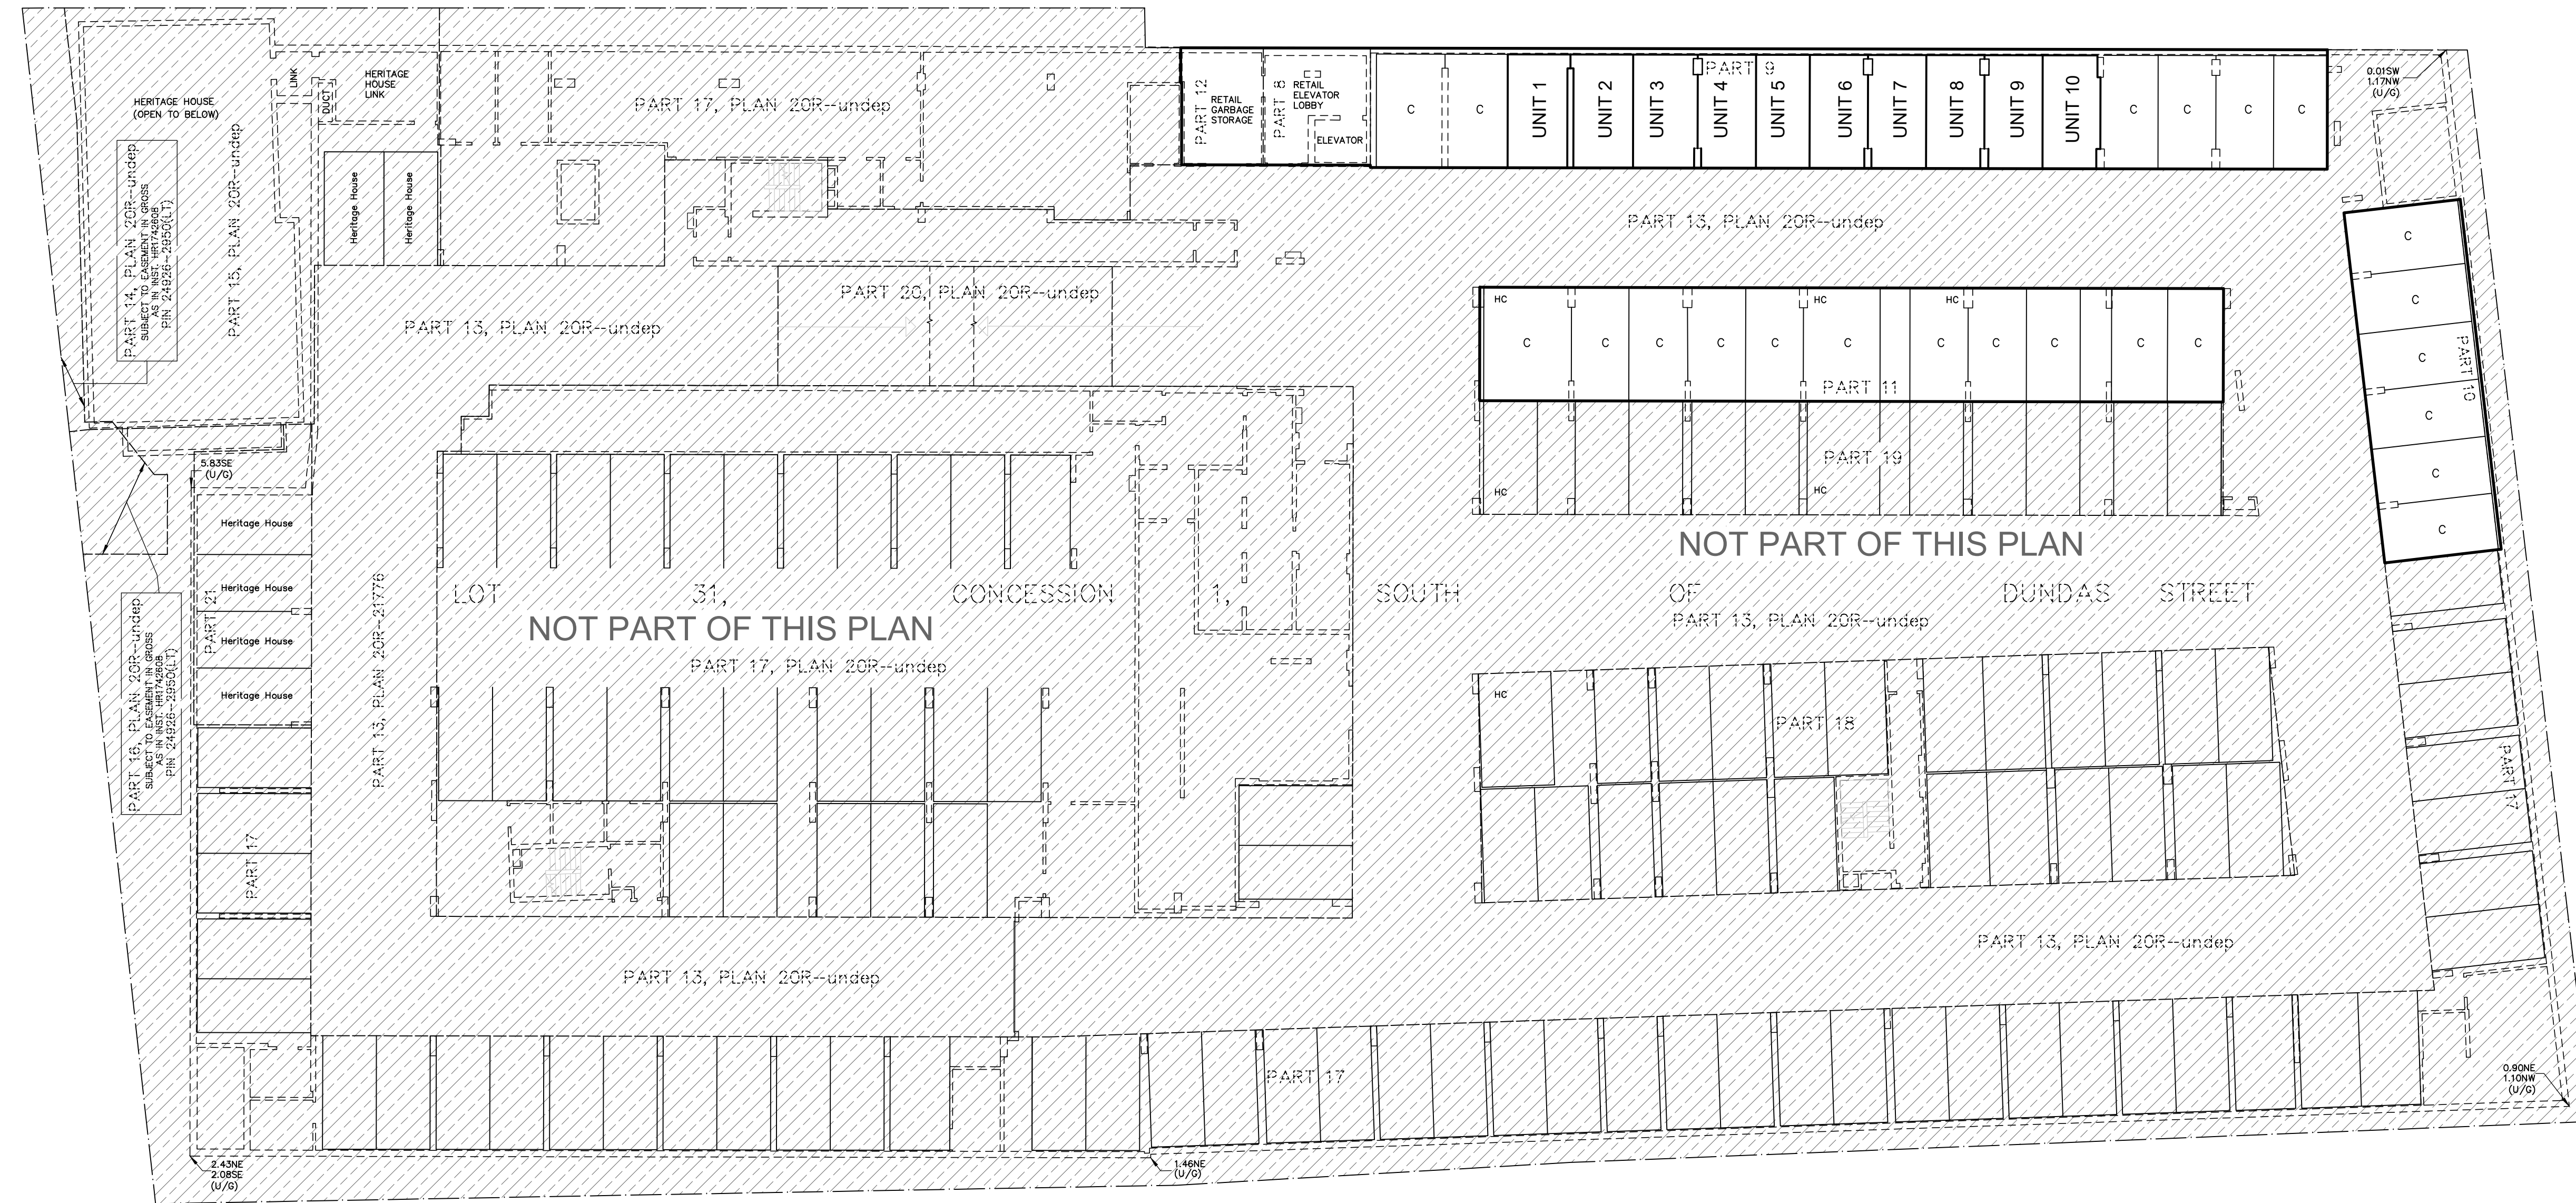 HERITAGE HOUSE
(OPEN TO BELOW)
LINK
DUCT
HERITAGE
HOUSE
LINK
PART 17, PLAN 20R--undep
PART 12
RETAIL
GARBAGE
STORAGE
PART 8
RETAIL
ELEVATOR
LOBBY
ELEVATOR
C
C
UNIT 1
UNIT 2
UNIT 3
PART 9
UNIT 4
UNIT 5
UNIT 6
UNIT 7
UNIT 8
UNIT 9
UNIT 10
C
C
C
C
0.01SW
1.17NW
(U/G)
PART 14, PLAN 20R--undep
SUBJECT TO EASEMENT IN GROSS
AS IN INST. HR1742608
PIN 24926-2950(LT)
PART 15, PLAN 20R--undep
Heritage House
Heritage House
PART 13, PLAN 20R--undep
PART 20, PLAN 20R--undep
PART 13, PLAN 20R--undep
HC
HC
HC
C
C
C
C
C
C
C
C
C
C
C
PART 11
PART 19
HC
HC
C
C
C
C
C
C
PART 10
5.83SE
(U/G)
Heritage House
Heritage House
Heritage House
Heritage House
PART 21
PART 13, PLAN 20R-21776
PART 16, PLAN 20R--undep
SUBJECT TO EASEMENT IN GROSS
AS IN INST. HR1742608
PIN 24926-2950(LT)
NOT PART OF THIS PLAN
LOT 31, CONCESSION 1, SOUTH OF DUNDAS STREET
NOT PART OF THIS PLAN
PART 13, PLAN 20R--undep
PART 17, PLAN 20R--undep
HC
PART 18
PART 17
PART 17
PART 13, PLAN 20R--undep
PART 13, PLAN 20R--undep
PART 17
0.90NE
1.10NW
(U/G)
2.43NE
2.08SE
(U/G)
1.46NE
(U/G)